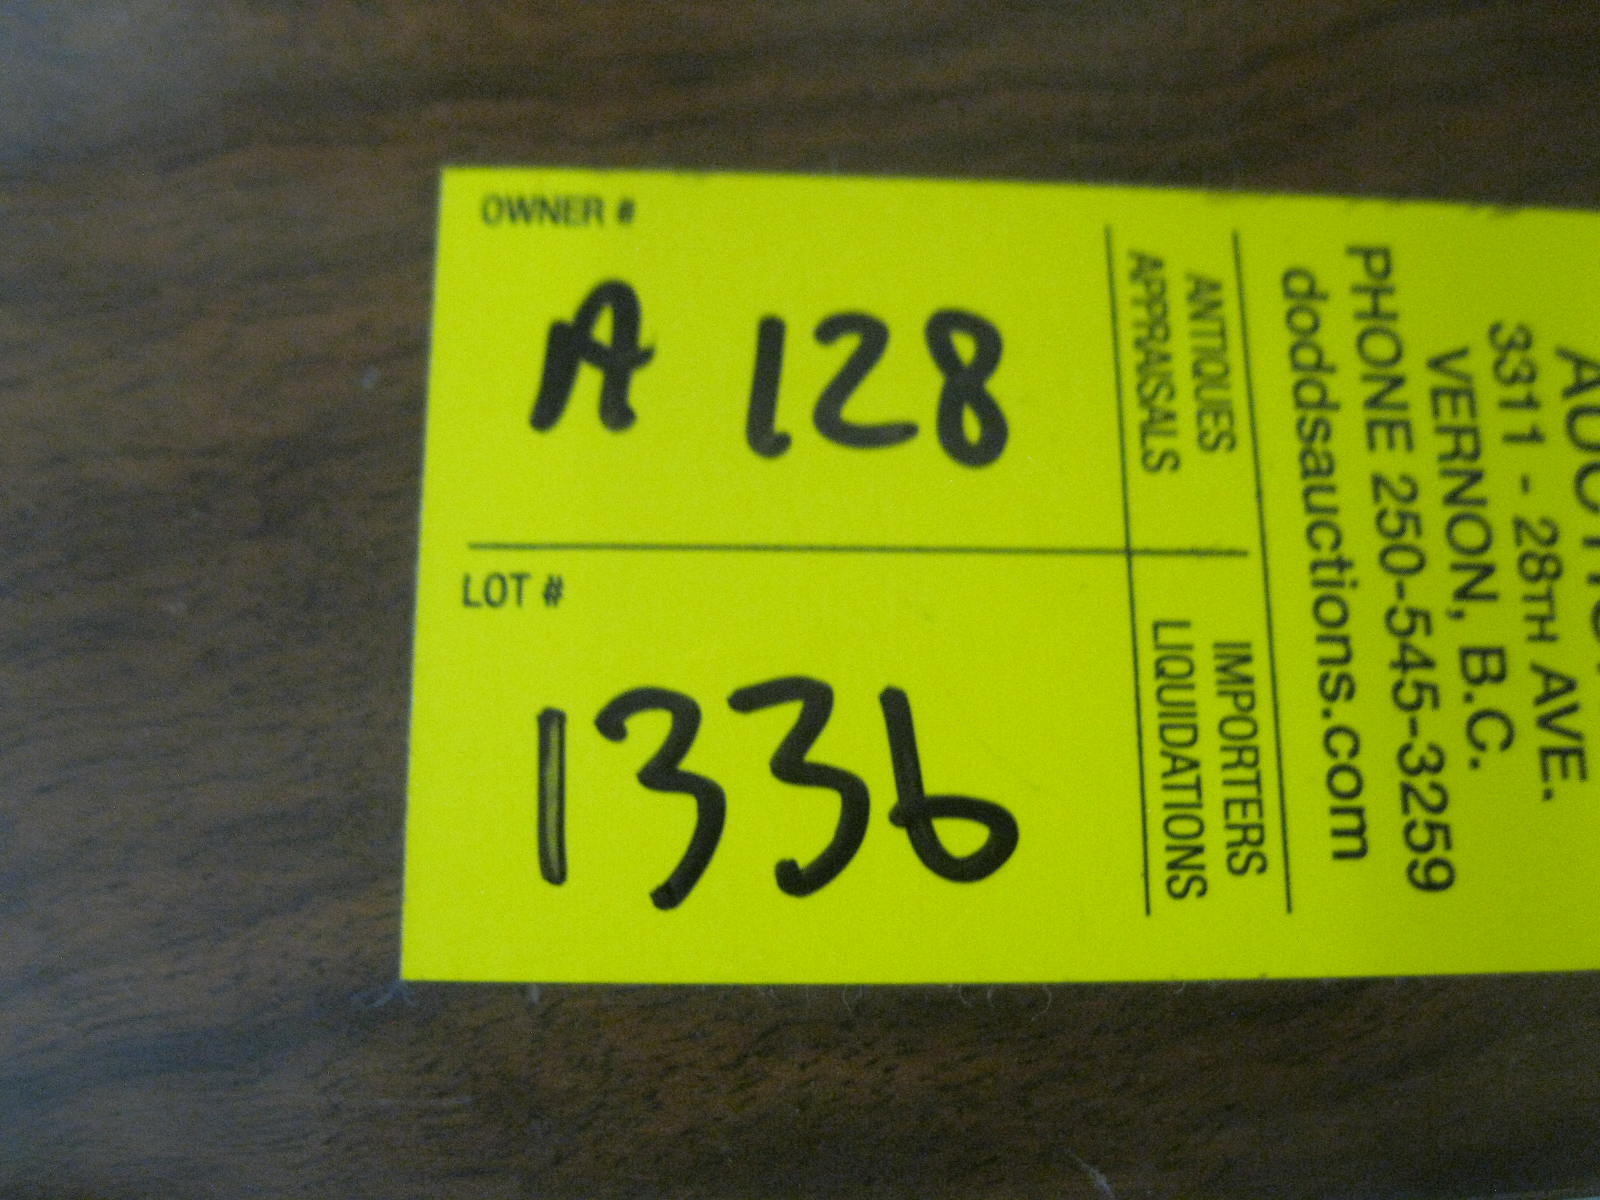 OWNER #
A 128
LOT #
1336
ANTIQUES
APPRAISALS
IMPORTERS
LIQUIDATIONS
3311 - 28TH AVE.
VERNON, B.C.
PHONE 250-545-3259
doddsauctions.com